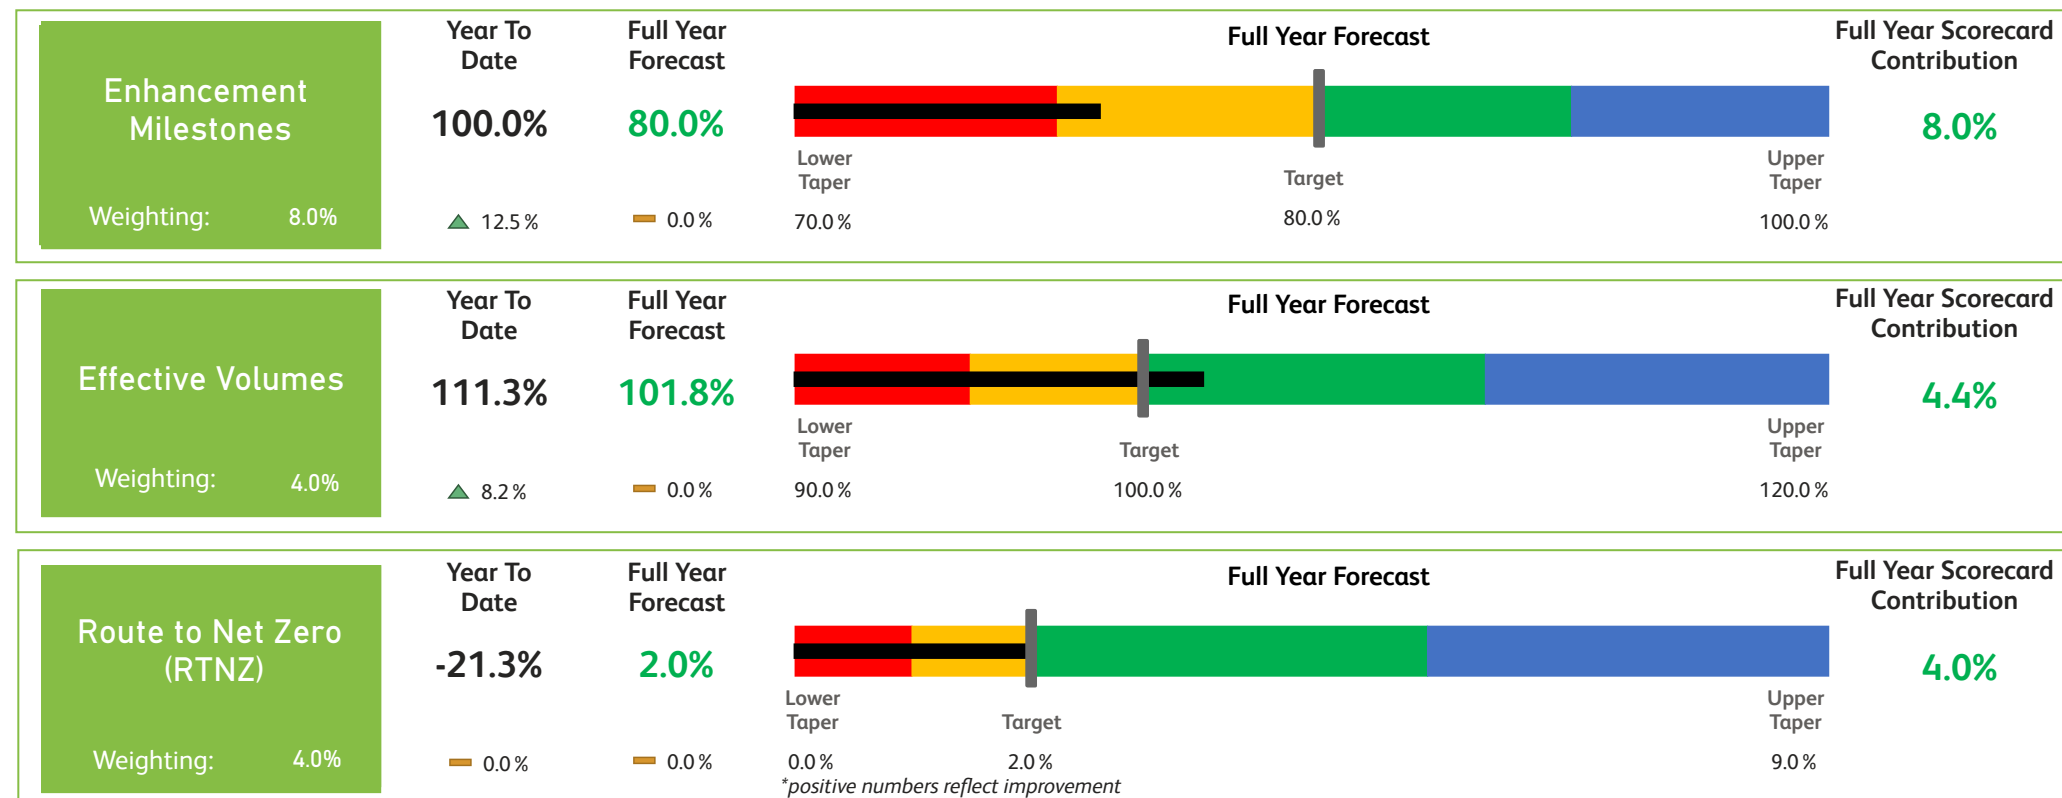 Enhancement
Milestones
Weighting: 8.0%
Year To
Date
100.0%
12.5%
Full Year
Forecast
80.0%
0.0%
Full Year Forecast
Lower
Taper
70.0%
Target
80.0%
Upper
Taper
100.0%
Full Year Scorecard
Contribution
8.0%
Effective Volumes
Weighting: 4.0%
Year To
Date
111.3%
8.2%
Full Year
Forecast
101.8%
0.0%
Full Year Forecast
Lower
Taper
90.0%
Target
100.0%
Upper
Taper
120.0%
Full Year Scorecard
Contribution
4.4%
Route to Net Zero
(RTNZ)
Weighting: 4.0%
Year To
Date
-21.3%
0.0%
Full Year
Forecast
2.0%
0.0%
Full Year Forecast
Lower
Taper
0.0%
Target
2.0%
Upper
Taper
9.0%
*positive numbers reflect improvement
Full Year Scorecard
Contribution
4.0%